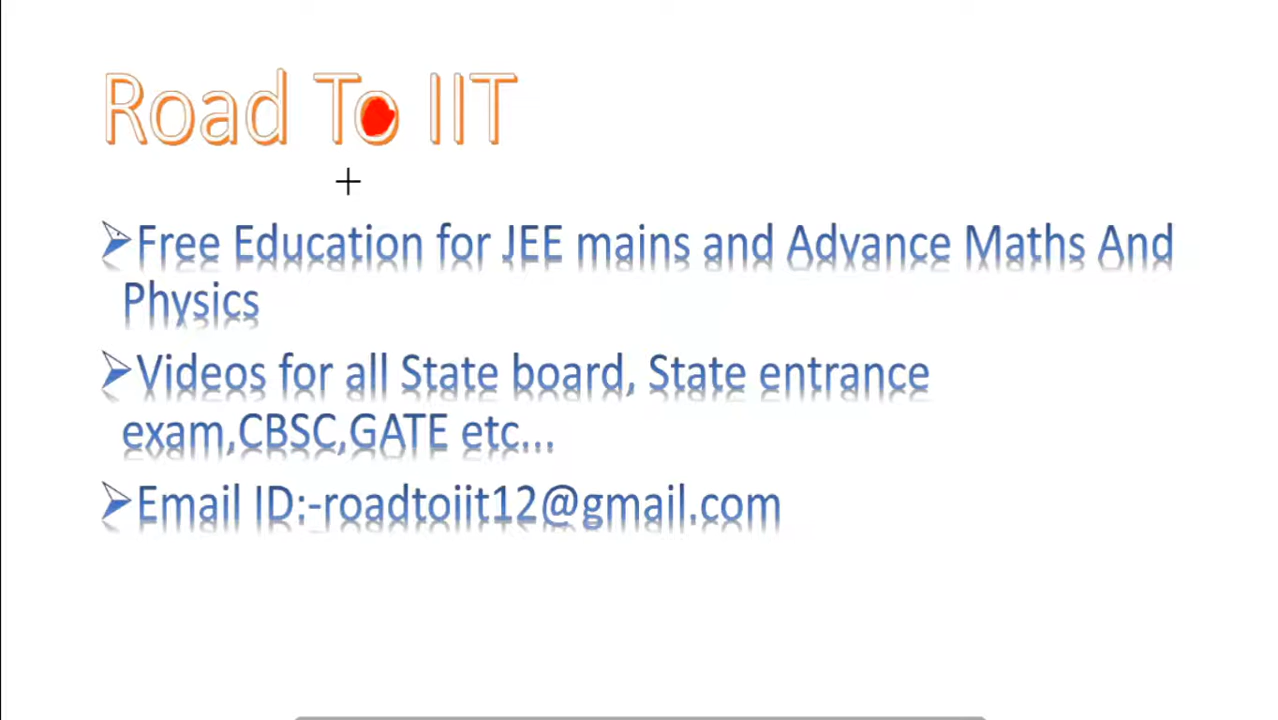 Road To IIT
Free Education for JEE mains and Advance Maths And
Physics
Videos for all State board, State entrance
exam,CBSC,GATE etc...
Email ID:-roadtoiit12@gmail.com